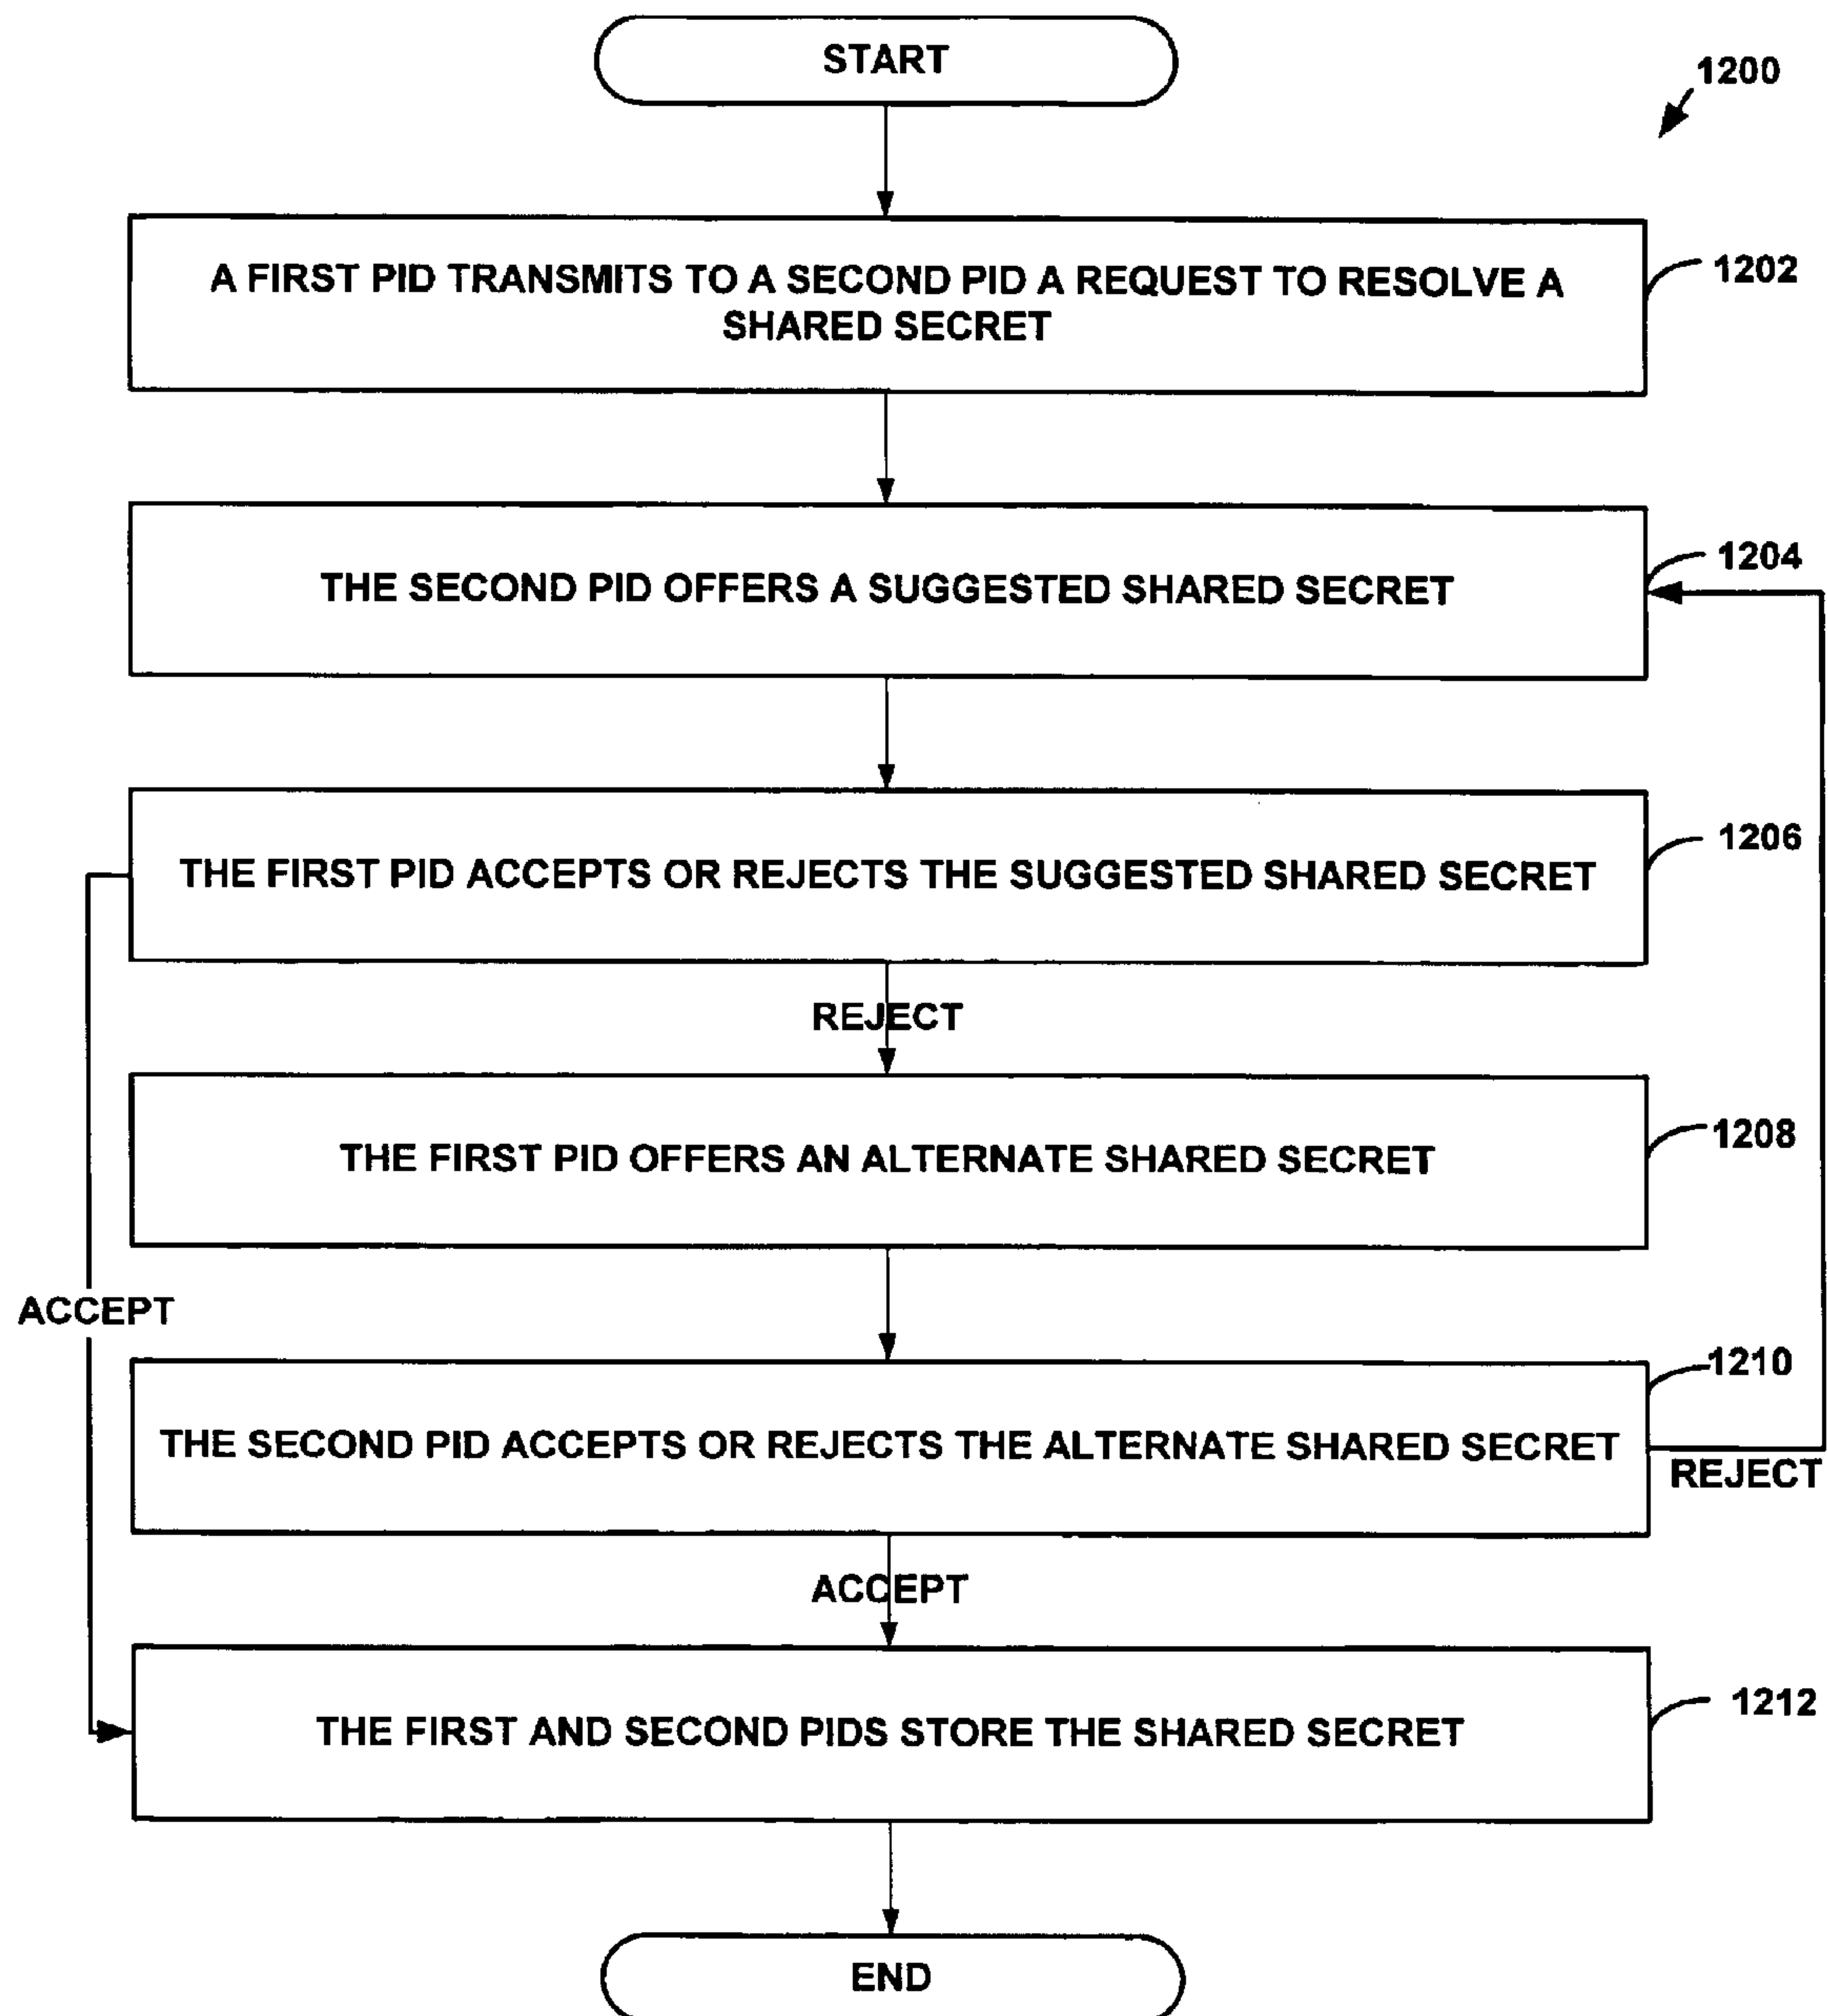 START
1200
A FIRST PID TRANSMITS TO A SECOND PID A REQUEST TO RESOLVE A
SHARED SECRET
1202
THE SECOND PID OFFERS A SUGGESTED SHARED SECRET
1204
THE FIRST PID ACCEPTS OR REJECTS THE SUGGESTED SHARED SECRET
1206
REJECT
THE FIRST PID OFFERS AN ALTERNATE SHARED SECRET
1208
ACCEPT
THE SECOND PID ACCEPTS OR REJECTS THE ALTERNATE SHARED SECRET
1210
REJECT
ACCEPT
THE FIRST AND SECOND PIDS STORE THE SHARED SECRET
1212
END